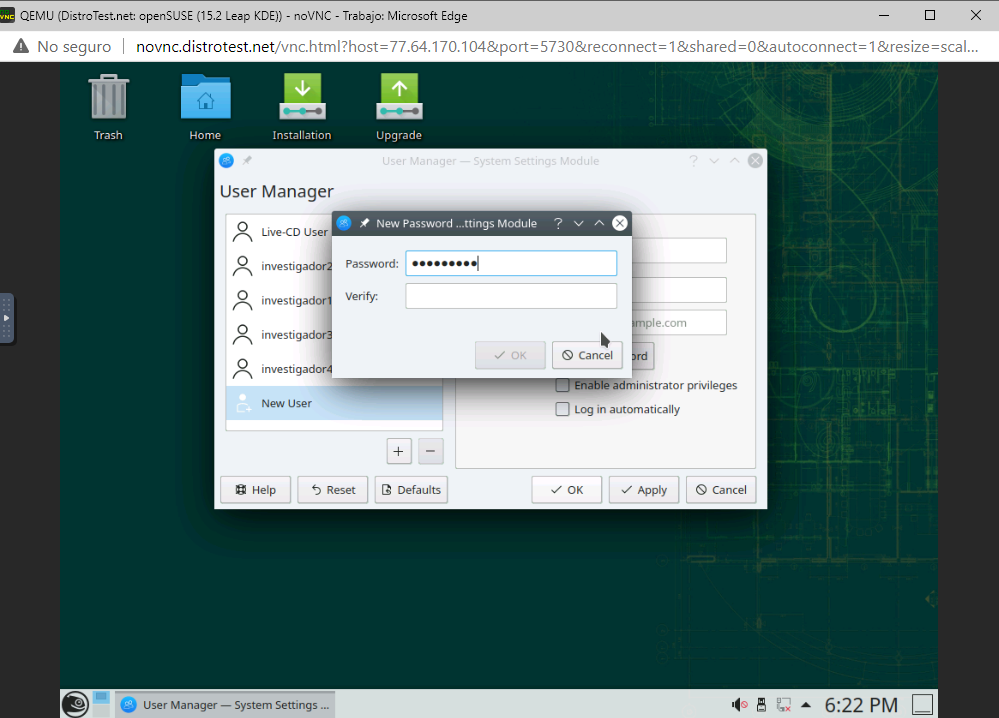 QEMU (DistroTest.net: openSUSE (15.2 Leap KDE)) - noVNC - Trabajo: Microsoft Edge
No seguro | novnc.distrotest.net/vnc.html?host=77.64.170.104&port=5730&reconnect=1&shared=0&autoconnect=1&resize=scal...
Trash
Home
Installation
Upgrade
User Manager — System Settings Module
User Manager
Live-CD User
investigador2
investigador1
investigador3
investigador4
New User
New Password ...ttings Module
Password: ●●●●●●●●●
Verify:
OK
Cancel
ample.com
ord
Enable administrator privileges
Log in automatically
+
−
Help
Reset
Defaults
OK
Apply
Cancel
User Manager — System Settings ...
6:22 PM